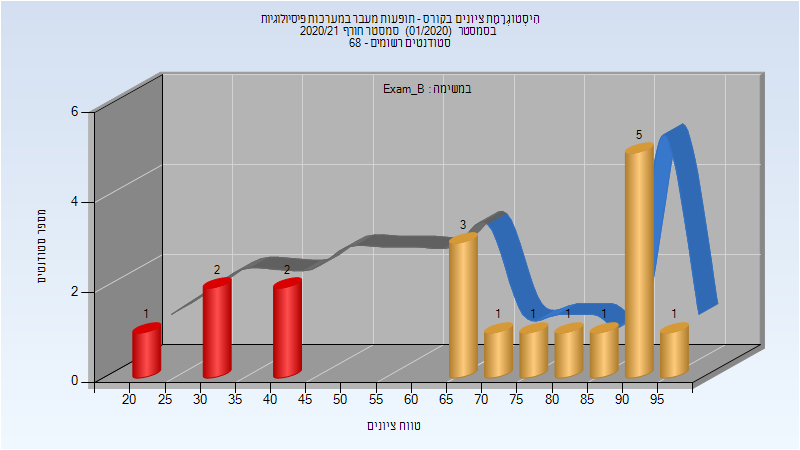 היסטוגרמת ציונים בקורס - תופעות מעבר במערכות פיסיולוגיות
בסמסטר (01/2020) סמסטר חורף 2020/21
סטודנטים רשומים - 68
במשימה : Exam_B
מספר סטודנטים
6
4
2
0
1
2
2
3
1
1
1
1
5
1
20 25 30 35 40 45 50 55 60 65 70 75 80 85 90 95
טווח ציונים